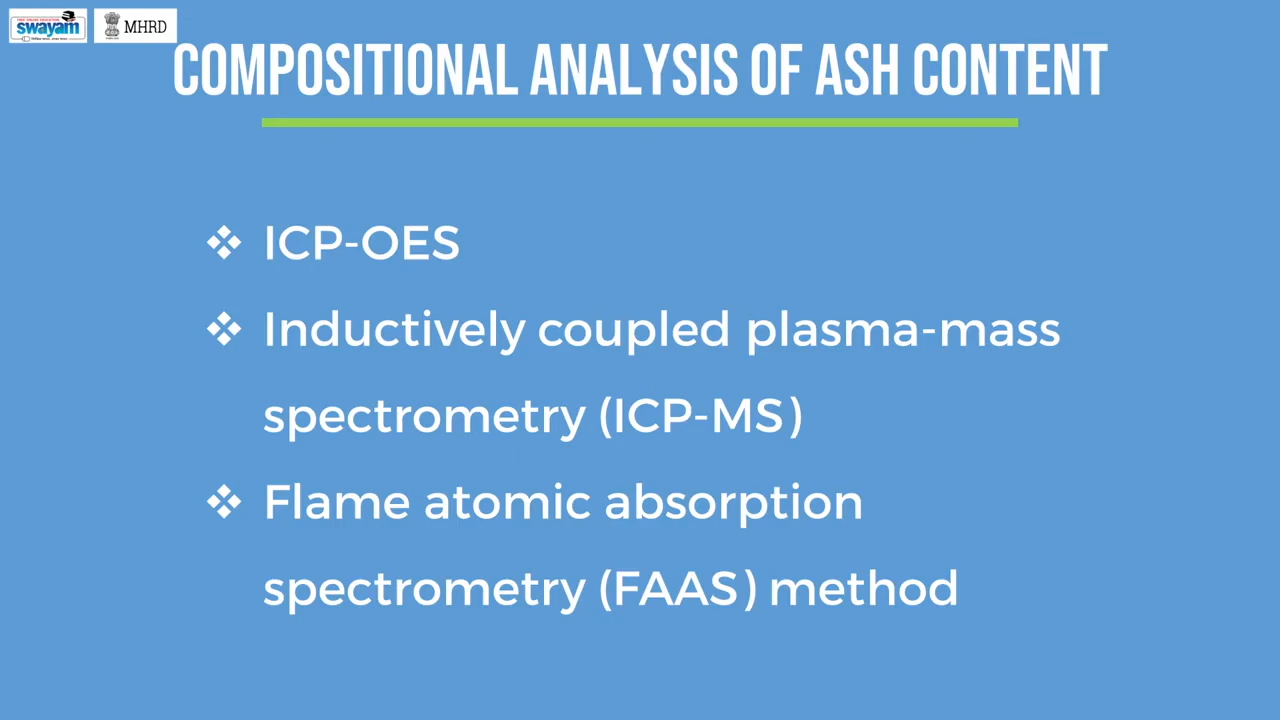 swayam
MHRD
COMPOSITIONAL ANALYSIS OF ASH CONTENT
❖ ICP-OES
❖ Inductively coupled plasma-mass
spectrometry (ICP-MS)
❖ Flame atomic absorption
spectrometry (FAAS) method